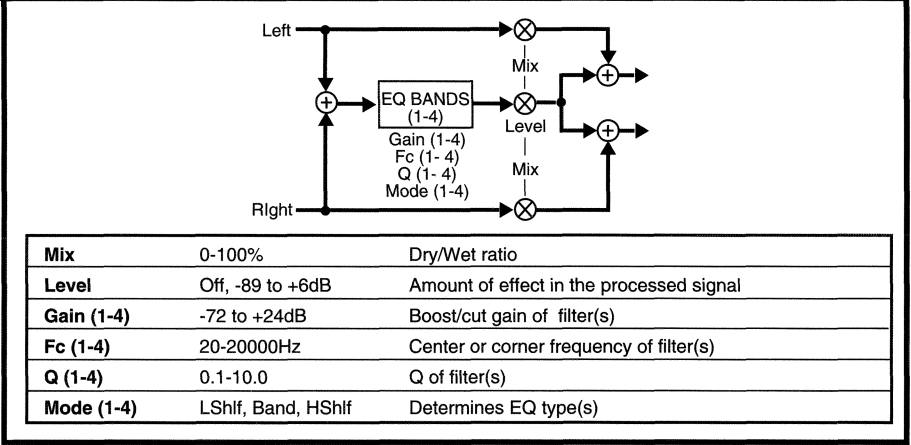 Left
Mix
EQ BANDS
(1-4)
Level
Gain (1-4)
Fc (1- 4)
Q (1- 4)
Mode (1-4)
Mix
RIght
Mix 0-100% Dry/Wet ratio
Level Off, -89 to +6dB Amount of effect in the processed signal
Gain (1-4) -72 to +24dB Boost/cut gain of filter(s)
Fc (1-4) 20-20000Hz Center or corner frequency of filter(s)
Q (1-4) 0.1-10.0 Q of filter(s)
Mode (1-4) LShlf, Band, HShlf Determines EQ type(s)